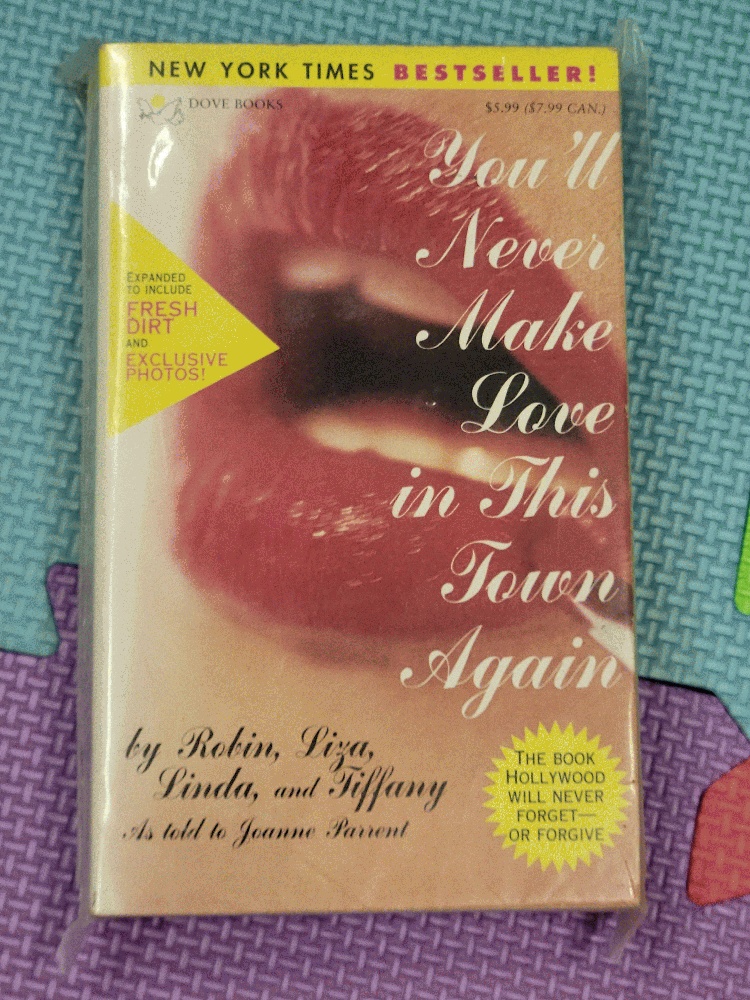 NEW YORK TIMES BESTSELLER!
DOVE BOOKS
$5.99 ($7.99 CAN.)
You'll
Never
Make
Love
in This
Town
Again
EXPANDED
TO INCLUDE
FRESH
DIRT
AND
EXCLUSIVE
PHOTOS!
by Robin, Liza,
Linda, and Tiffany
As told to Joanne Parrent
THE BOOK
HOLLYWOOD
WILL NEVER
FORGET—
OR FORGIVE